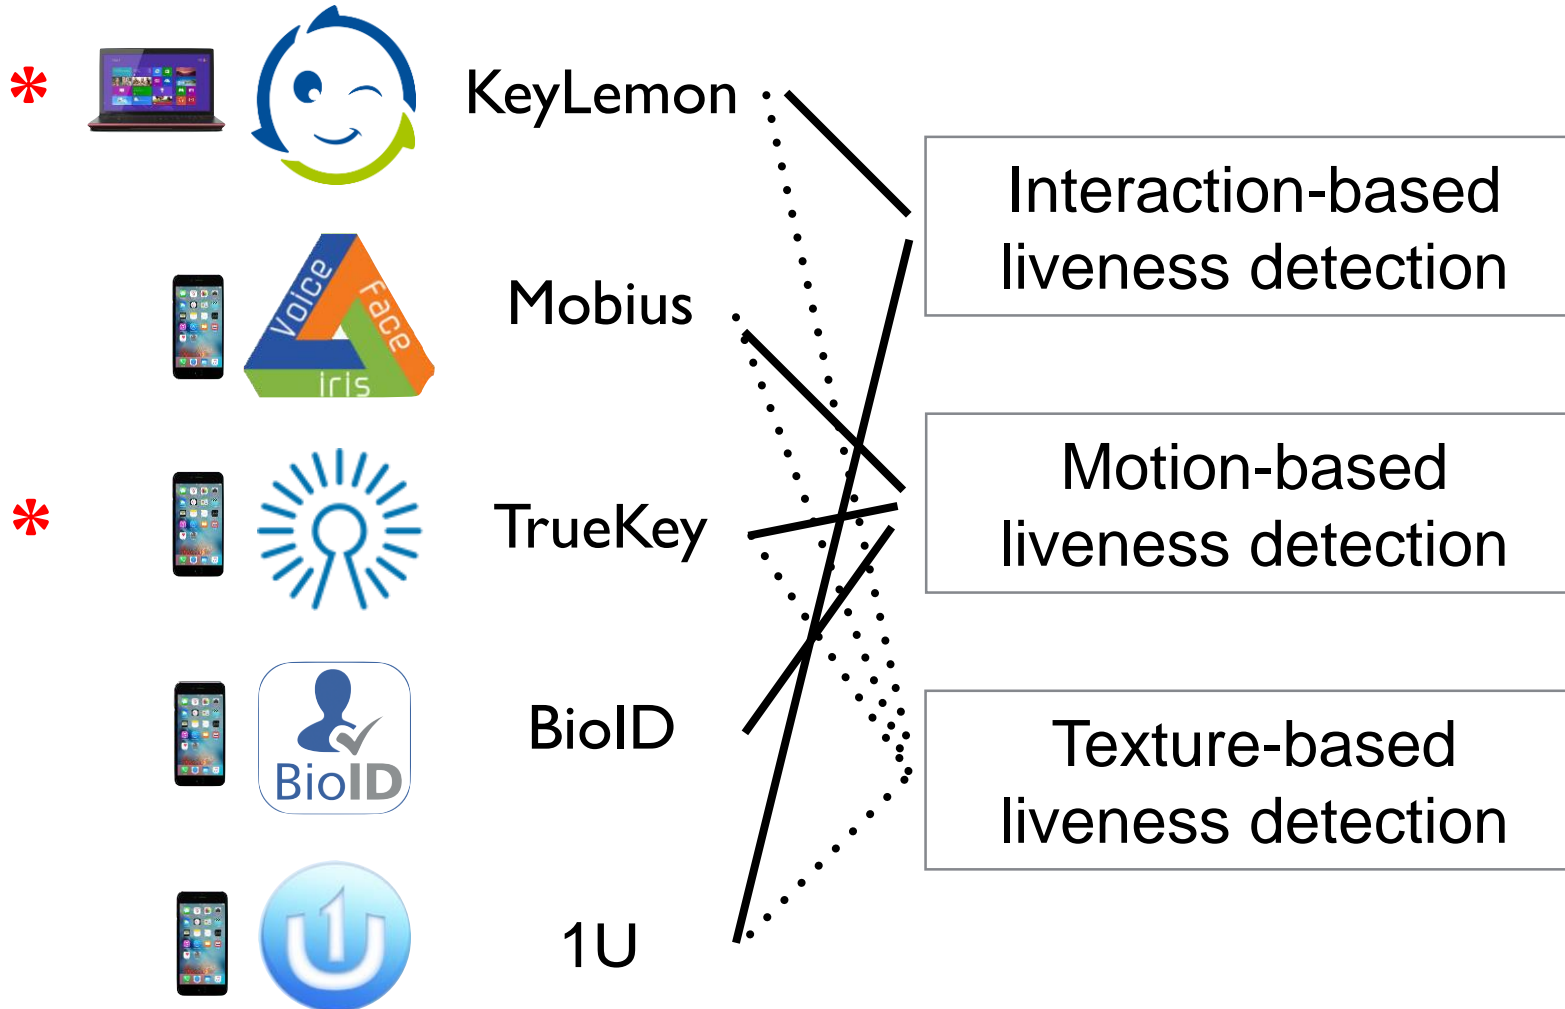 *
KeyLemon
Interaction-based
liveness detection
Voice
Face
iris
Mobius
*
TrueKey
Motion-based
liveness detection
BioID
BioID
Texture-based
liveness detection
1U
1U